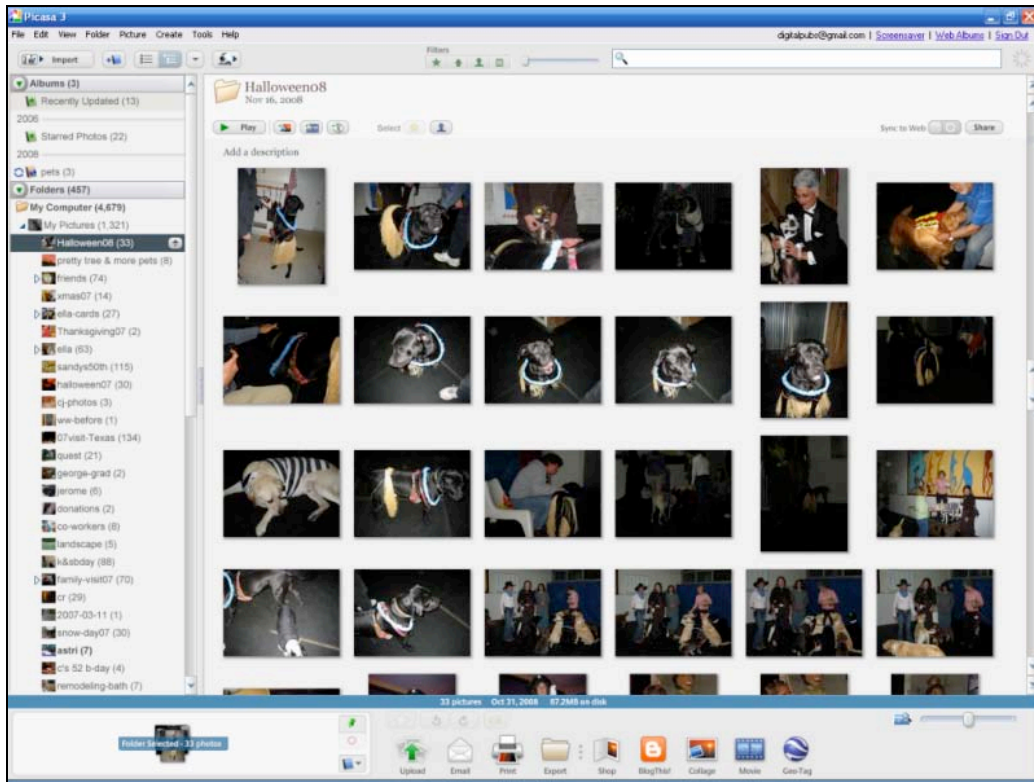 Picasa 3
File Edit View Folder Picture Create Tools Help
digitalpubs@gmail.com | Screensaver | Web Albums | Sign Out
Import
Filters
Albums (3)
Recently Updated (13)
2006
Starred Photos (22)
2008
pets (3)
Folders (457)
My Computer (4,679)
My Pictures (1,321)
Halloween08 (33)
pretty tree & more pets (8)
friends (74)
xmas07 (14)
ella-cards (27)
Thanksgiving07 (2)
ella (63)
sandys50th (115)
halloween07 (30)
cj-photos (3)
ww-before (1)
07visit-Texas (134)
quest (21)
george-grad (2)
jerome (6)
donations (2)
co-workers (8)
landscape (5)
k&sbday (88)
family-visit07 (70)
cr (29)
2007-03-11 (1)
snow-day07 (30)
astri (7)
c's 52 b-day (4)
remodeling-bath (7)
Halloween08
Nov 16, 2008
Play
Select
Sync to Web
Share
Add a description
33 pictures Oct 31, 2008 87.2MB on disk
Folder Selected - 33 photos
Upload Email Print Export Shop BlogThis! Collage Movie Geo-Tag